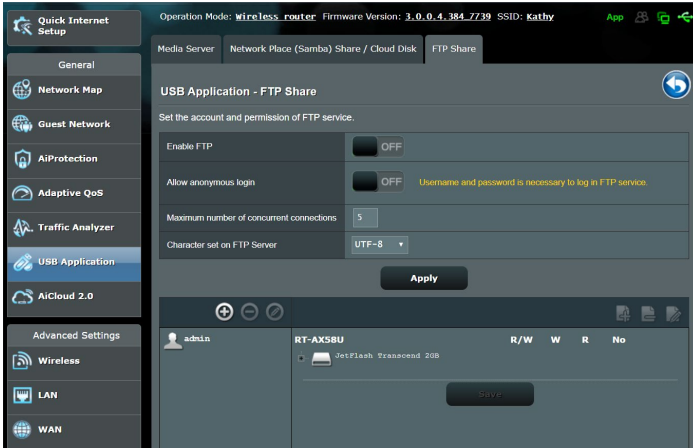 Quick Internet
Setup
Operation Mode: Wireless router Firmware Version: 3.0.0.4.384_7739 SSID: Kathy
App
Media Server
Network Place (Samba) Share / Cloud Disk
FTP Share
General
Network Map
Guest Network
AiProtection
Adaptive QoS
Traffic Analyzer
USB Application
AiCloud 2.0
Advanced Settings
Wireless
LAN
WAN
USB Application - FTP Share
Set the account and permission of FTP service.
Enable FTP
OFF
Allow anonymous login
OFF
Username and password is necessary to log in FTP service.
Maximum number of concurrent connections
5
Character set on FTP Server
UTF-8
Apply
admin
RT-AX58U
R/W W R No
JetFlash Transcend 2GB
Save